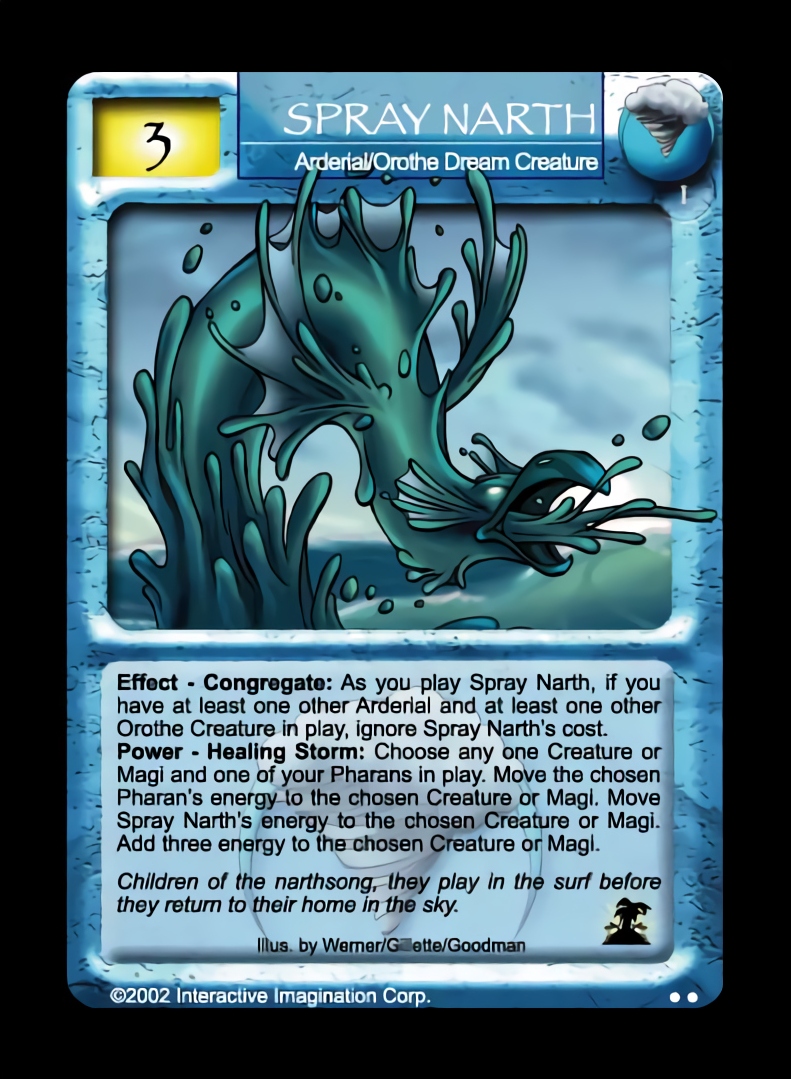 3
SPRAY NARTH
Arderial/Orothe Dream Creature
I
Effect - Congregate: As you play Spray Narth, if you
have at least one other Arderial and at least one other
Orothe Creature in play, ignore Spray Narth's cost.
Power - Healing Storm: Choose any one Creature or
Magi and one of your Pharans in play. Move the chosen
Pharan's energy to the chosen Creature or Magi. Move
Spray Narth's energy to the chosen Creature or Magi.
Add three energy to the chosen Creature or Magi.
Children of the narthsong, they play in the surf before
they return to their home in the sky.
Illus. by Werner/Goodman
©2002 Interactive Imagination Corp.